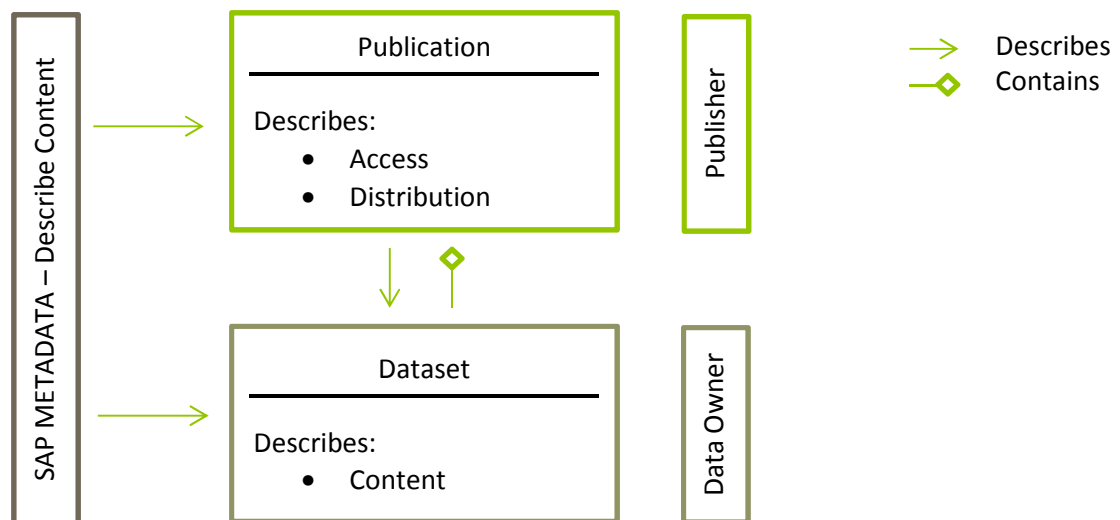 SAP METADATA – Describe Content
Publication
Describes:
• Access
• Distribution
Publisher
Describes
Contains
Dataset
Describes:
• Content
Data Owner